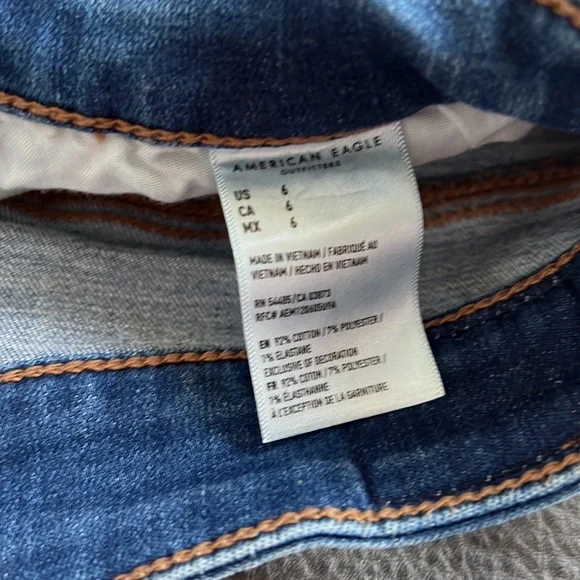 AMERICAN EAGLE
OUTFITTERS
US 6
CA 6
MX 6
MADE IN VIETNAM / FABRIQUÉ AU
VIETNAM / HECHO EN VIETNAM
RN 54485 / CA 03873
RFC#
EN 92% COTTON / 7% POLYESTER /
1% ELASTANE
EXCLUSIVE OF DECORATION
FR 92% COTON / 7% POLYESTER /
1% ÉLASTHANNE
À L'EXCEPTION DE LA GARNITURE